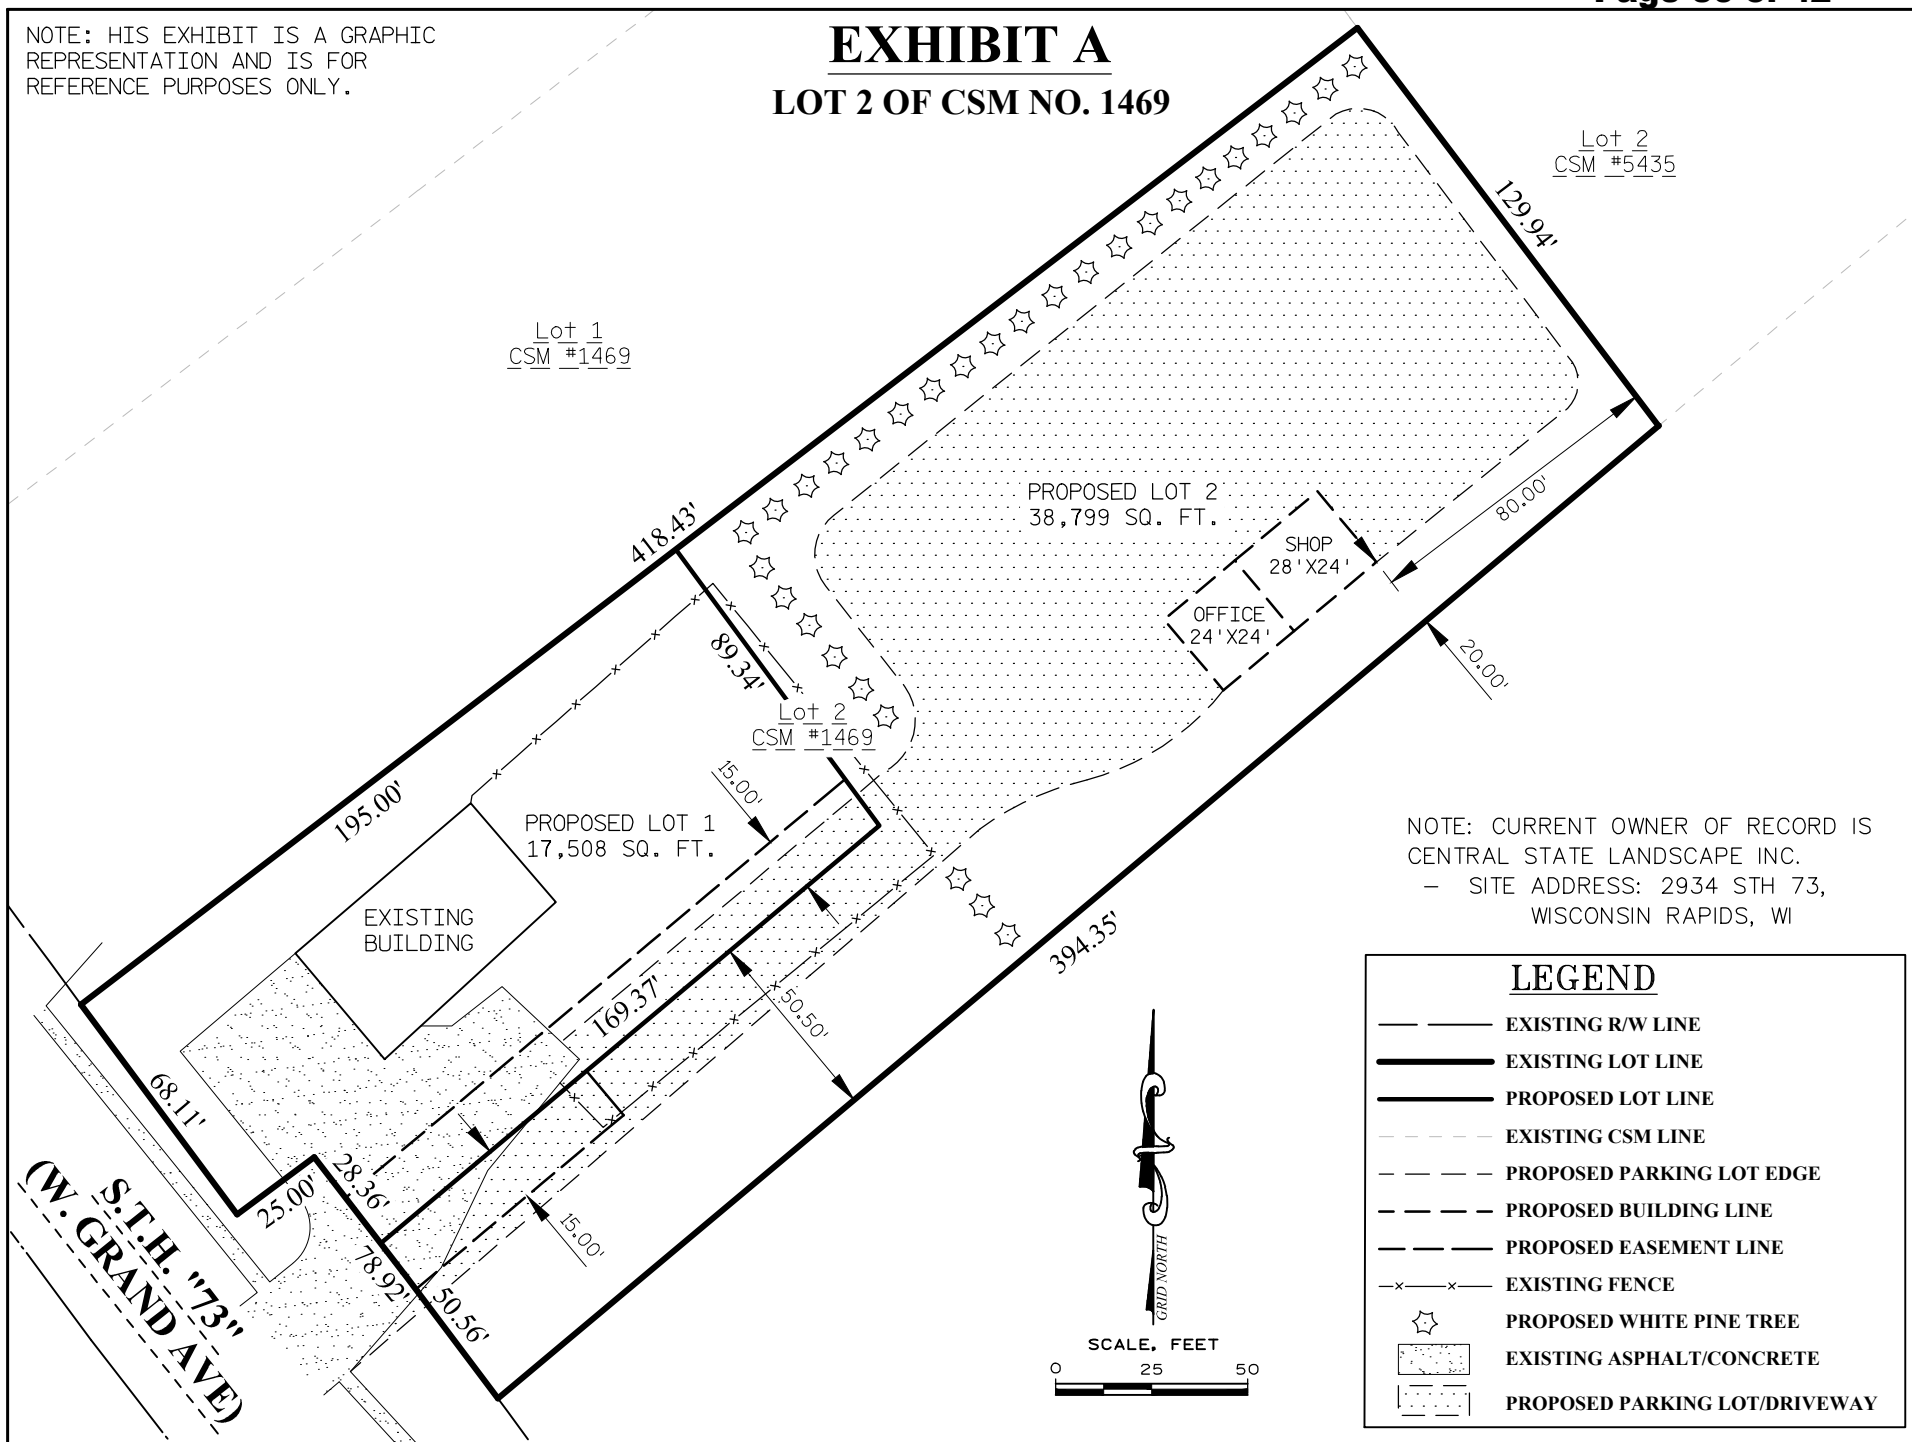 NOTE: HIS EXHIBIT IS A GRAPHIC
REPRESENTATION AND IS FOR
REFERENCE PURPOSES ONLY.
EXHIBIT A
LOT 2 OF CSM NO. 1469
Lot 2
CSM #5435
129.94'
Lot 1
CSM #1469
418.43'
PROPOSED LOT 2
38,799 SQ. FT.
80.00'
SHOP
28'X24'
OFFICE
24'X24'
20.00'
89.34'
Lot 2
CSM #1469
15.00'
195.00'
PROPOSED LOT 1
17,508 SQ. FT.
EXISTING
BUILDING
169.37'
50.50'
394.35'
NOTE: CURRENT OWNER OF RECORD IS
CENTRAL STATE LANDSCAPE INC.
– SITE ADDRESS: 2934 STH 73,
WISCONSIN RAPIDS, WI
68.11'
25.00'
28.36'
78.92'
50.56'
15.00'
S.T.H. "73"
(W. GRAND AVE)
GRID NORTH
SCALE, FEET
0 25 50
LEGEND
EXISTING R/W LINE
EXISTING LOT LINE
PROPOSED LOT LINE
EXISTING CSM LINE
PROPOSED PARKING LOT EDGE
PROPOSED BUILDING LINE
PROPOSED EASEMENT LINE
EXISTING FENCE
PROPOSED WHITE PINE TREE
EXISTING ASPHALT/CONCRETE
PROPOSED PARKING LOT/DRIVEWAY